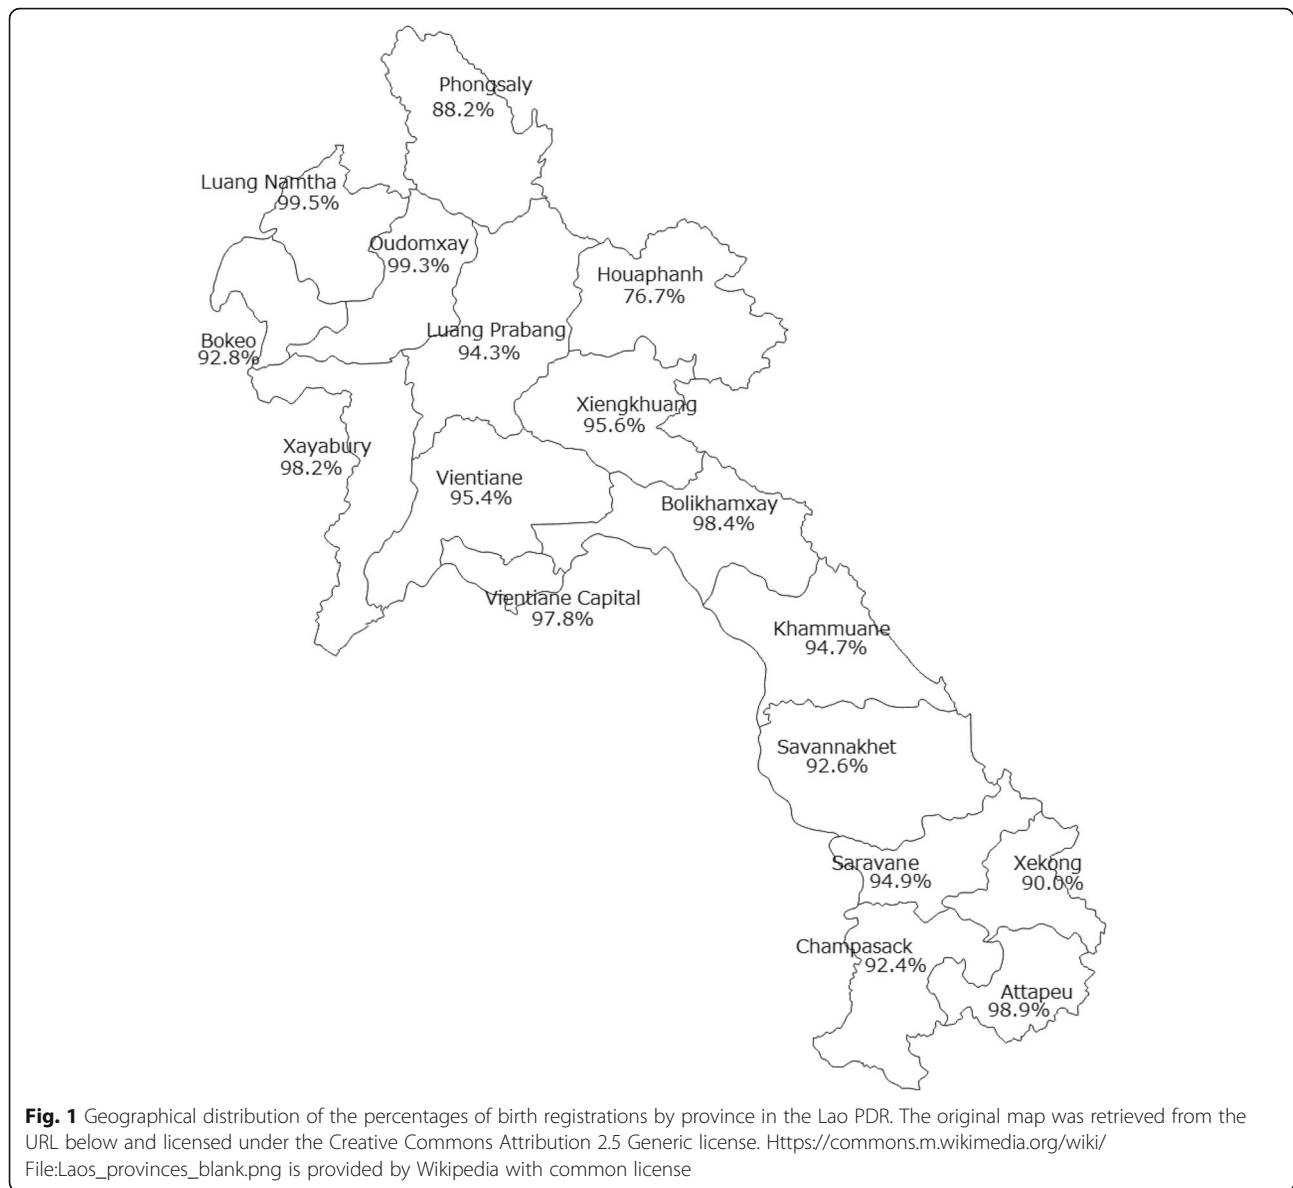 Phongsaly
88.2%
Luang Namtha
99.5%
Oudomxay
99.3%
Houaphanh
76.7%
Bokeo
92.8%
Luang Prabang
94.3%
Xiengkhuang
95.6%
Xayabury
98.2%
Vientiane
95.4%
Bolikhamxay
98.4%
Vientiane Capital
97.8%
Khammuane
94.7%
Savannakhet
92.6%
Saravane
94.9%
Xekong
90.0%
Champasack
92.4%
Attapeu
98.9%
Fig. 1 Geographical distribution of the percentages of birth registrations by province in the Lao PDR. The original map was retrieved from the
URL below and licensed under the Creative Commons Attribution 2.5 Generic license. Https://commons.m.wikimedia.org/wiki/
File:Laos_provinces_blank.png is provided by Wikipedia with common license